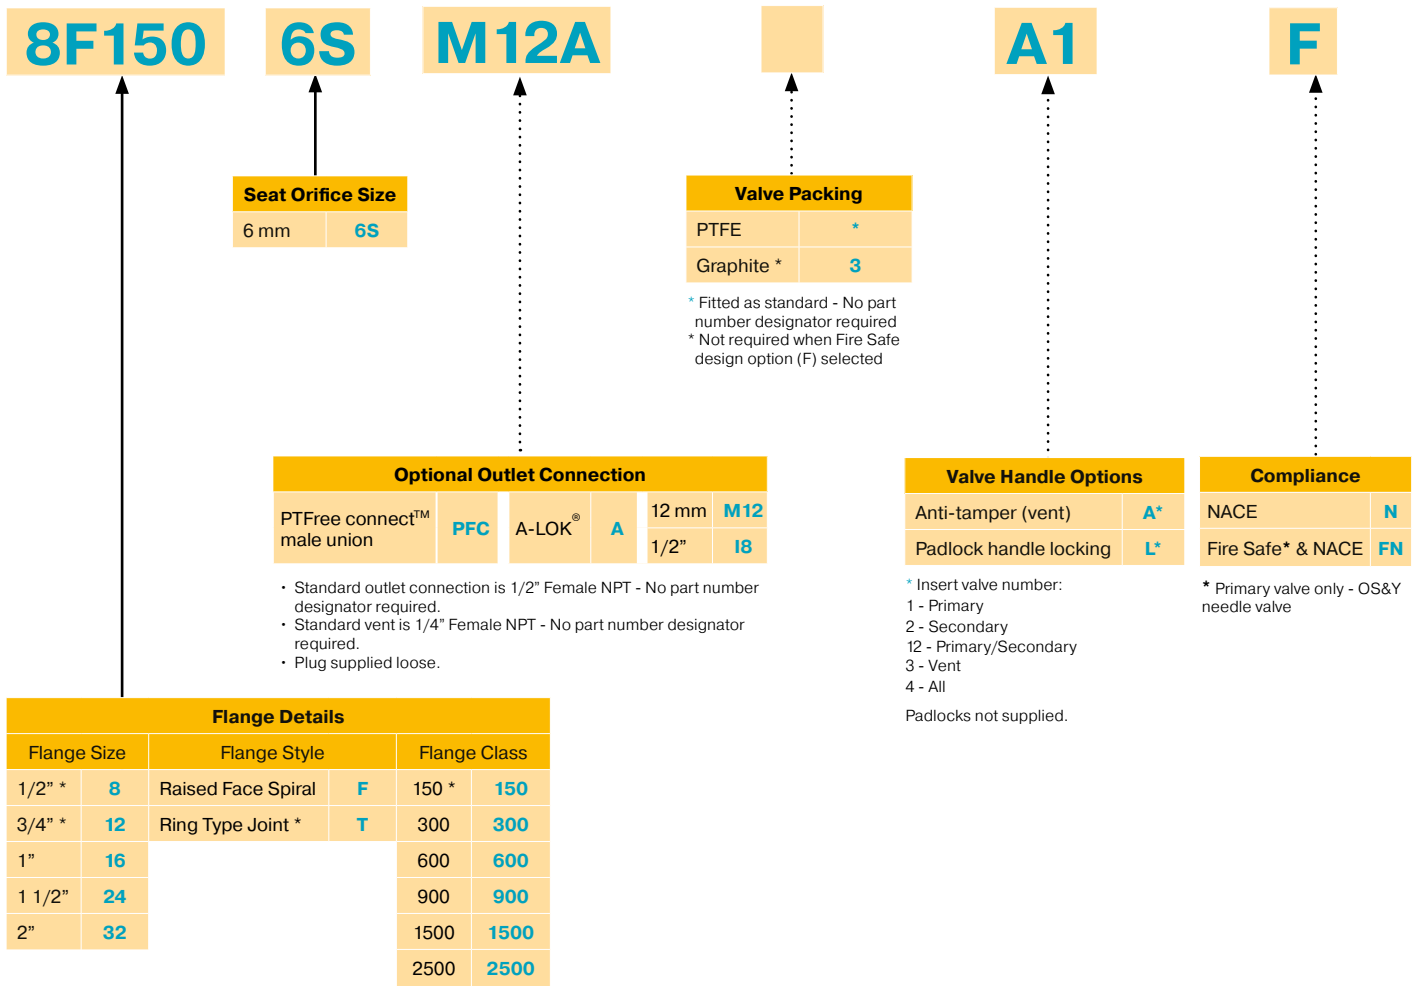 8F150 6S M12A A1 F
Seat Orifice Size
6 mm 6S
Valve Packing
PTFE *
Graphite * 3
* Fitted as standard - No part
number designator required
* Not required when Fire Safe
design option (F) selected
Optional Outlet Connection
PTFree connect™
male union
PFC
A-LOK®
A
12 mm M12
1/2” I8
• Standard outlet connection is 1/2” Female NPT - No part number
designator required.
• Standard vent is 1/4” Female NPT - No part number designator
required.
• Plug supplied loose.
Valve Handle Options
Anti-tamper (vent) A*
Padlock handle locking L*
* Insert valve number:
1 - Primary
2 - Secondary
12 - Primary/Secondary
3 - Vent
4 - All
Padlocks not supplied.
Compliance
NACE N
Fire Safe* & NACE FN
* Primary valve only - OS&Y
needle valve
Flange Details
Flange Size Flange Style Flange Class
1/2” * 8 Raised Face Spiral F 150 * 150
3/4” * 12 Ring Type Joint * T 300 300
1” 16 600 600
1 1/2” 24 900 900
2” 32 1500 1500
2500 2500